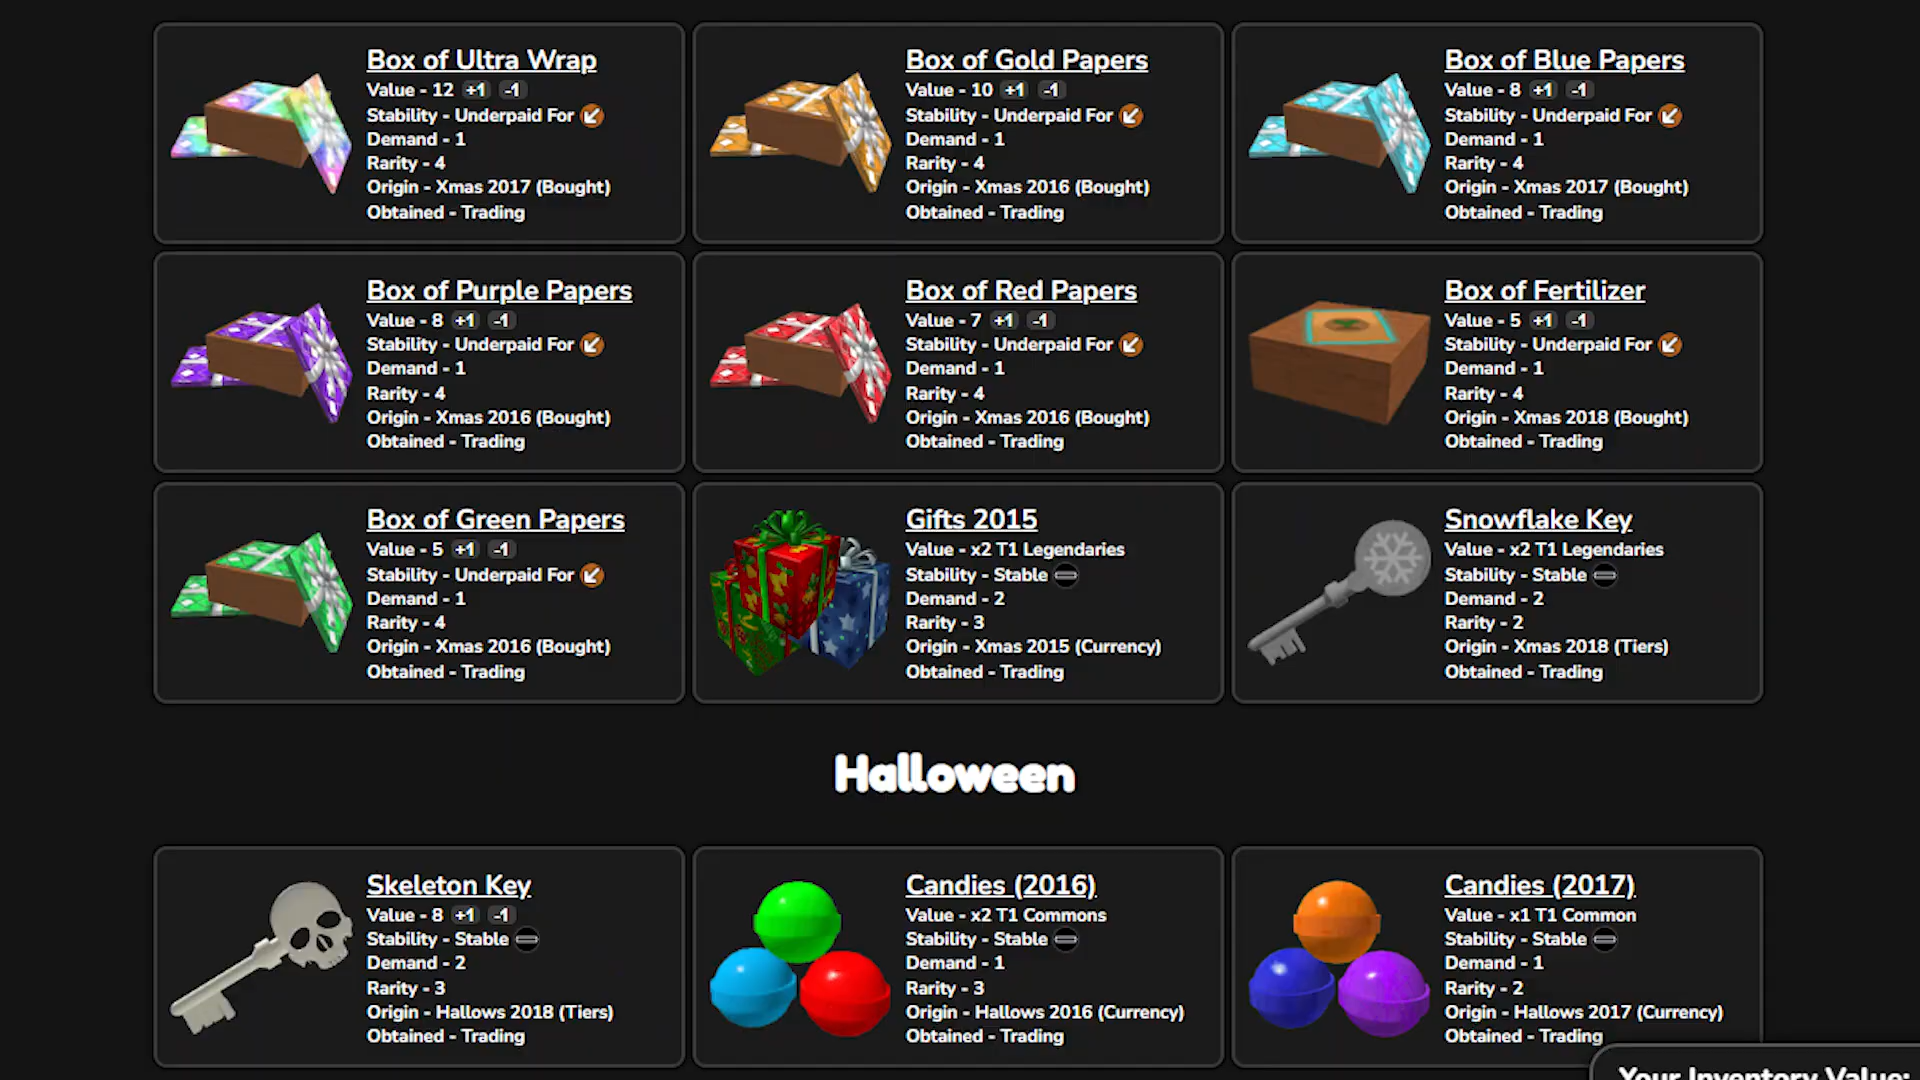 Box of Ultra Wrap
Value - 12 +1 -1
Stability - Underpaid For
Demand - 1
Rarity - 4
Origin - Xmas 2017 (Bought)
Obtained - Trading
Box of Gold Papers
Value - 10 +1 -1
Stability - Underpaid For
Demand - 1
Rarity - 4
Origin - Xmas 2016 (Bought)
Obtained - Trading
Box of Blue Papers
Value - 8 +1 -1
Stability - Underpaid For
Demand - 1
Rarity - 4
Origin - Xmas 2017 (Bought)
Obtained - Trading
Box of Purple Papers
Value - 8 +1 -1
Stability - Underpaid For
Demand - 1
Rarity - 4
Origin - Xmas 2016 (Bought)
Obtained - Trading
Box of Red Papers
Value - 7 +1 -1
Stability - Underpaid For
Demand - 1
Rarity - 4
Origin - Xmas 2016 (Bought)
Obtained - Trading
Box of Fertilizer
Value - 5 +1 -1
Stability - Underpaid For
Demand - 1
Rarity - 4
Origin - Xmas 2018 (Bought)
Obtained - Trading
Box of Green Papers
Value - 5 +1 -1
Stability - Underpaid For
Demand - 1
Rarity - 4
Origin - Xmas 2016 (Bought)
Obtained - Trading
Gifts 2015
Value - x2 T1 Legendaries
Stability - Stable
Demand - 2
Rarity - 3
Origin - Xmas 2015 (Currency)
Obtained - Trading
Snowflake Key
Value - x2 T1 Legendaries
Stability - Stable
Demand - 2
Rarity - 2
Origin - Xmas 2018 (Tiers)
Obtained - Trading
Halloween
Skeleton Key
Value - 8 +1 -1
Stability - Stable
Demand - 2
Rarity - 3
Origin - Hallows 2018 (Tiers)
Obtained - Trading
Candies (2016)
Value - x2 T1 Commons
Stability - Stable
Demand - 1
Rarity - 3
Origin - Hallows 2016 (Currency)
Obtained - Trading
Candies (2017)
Value - x1 T1 Common
Stability - Stable
Demand - 1
Rarity - 2
Origin - Hallows 2017 (Currency)
Obtained - Trading
Your Inventory Value: